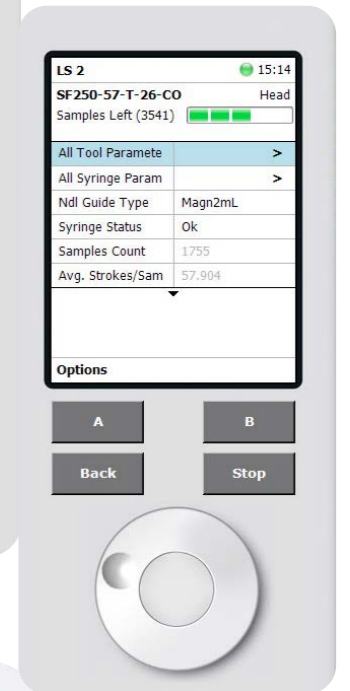 LS 2 15:14
SF250-57-T-26-CO Head
Samples Left (3541)
All Tool Paramete >
All Syringe Param >
Ndl Guide Type Magn2mL
Syringe Status Ok
Samples Count 1755
Avg. Strokes/Sam 57.904
Options
A B
Back Stop